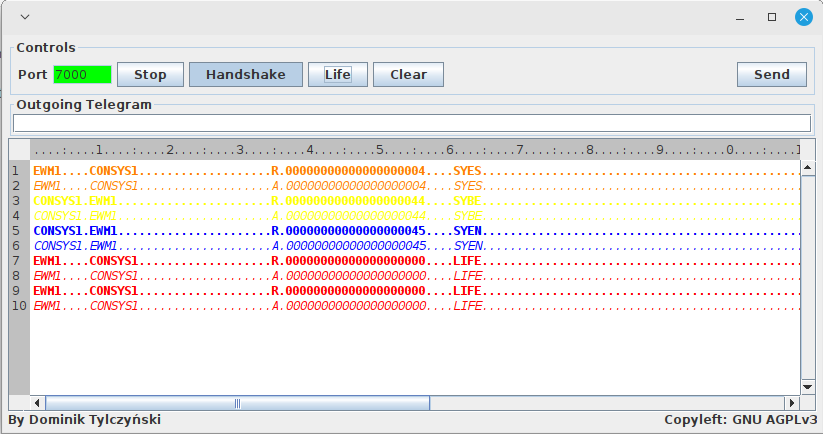 Controls
Port 7000 Stop Handshake Life Clear Send
Outgoing Telegram
....:....1....:....2....:....3....:....4....:....5....:....6....:....7....:....8....:....9....:....0....:....1
1 EWM1....CONSYS1...................R.00000000000000000004....SYES..............................................
2 EWM1....CONSYS1...................A.00000000000000000004....SYES..............................................
3 CONSYS1.EWM1......................R.00000000000000000044....SYBE..............................................
4 CONSYS1.EWM1......................A.00000000000000000044....SYBE..............................................
5 CONSYS1.EWM1......................R.00000000000000000045....SYEN..............................................
6 CONSYS1.EWM1......................A.00000000000000000045....SYEN..............................................
7 EWM1....CONSYS1...................R.00000000000000000000....LIFE..............................................
8 EWM1....CONSYS1...................A.00000000000000000000....LIFE..............................................
9 EWM1....CONSYS1...................R.00000000000000000000....LIFE..............................................
10 EWM1....CONSYS1...................A.00000000000000000000....LIFE..............................................
By Dominik Tylczyński Copyleft: GNU AGPLv3